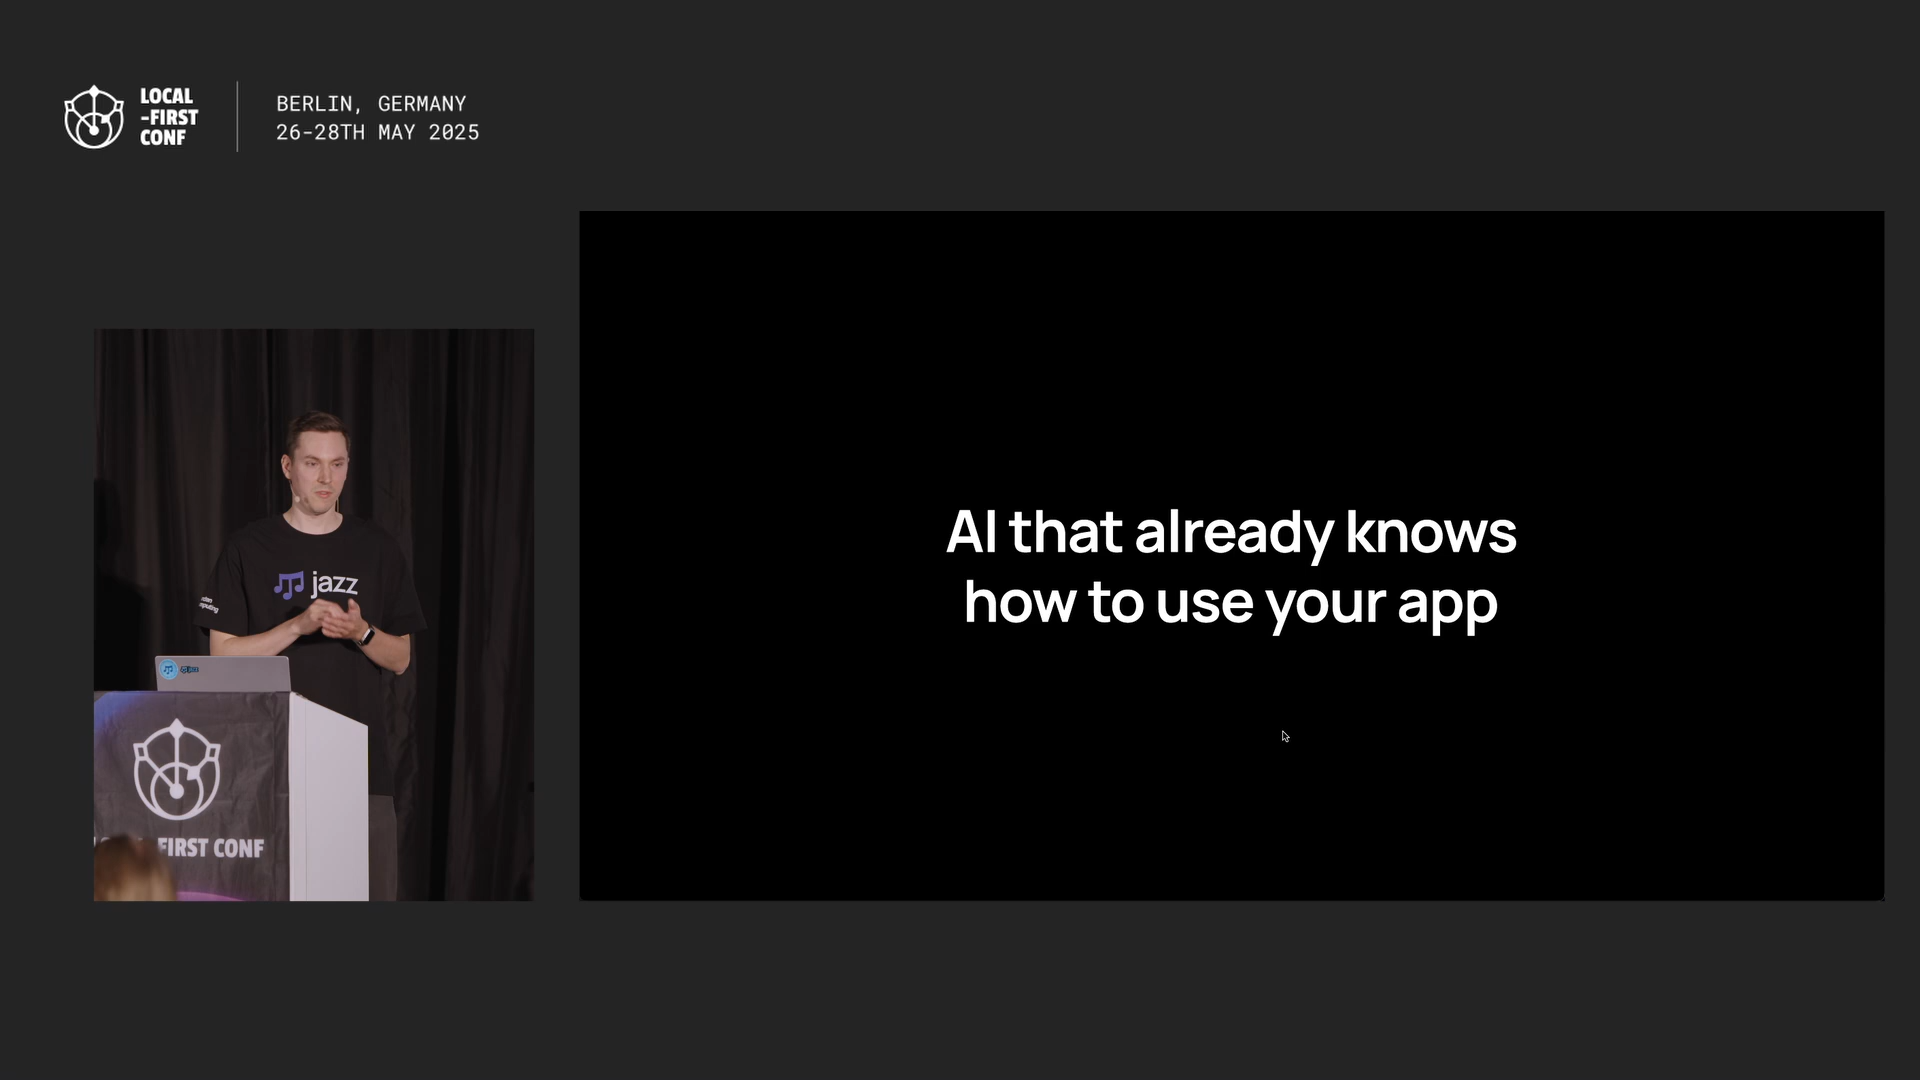 LOCAL
-FIRST
CONF
BERLIN, GERMANY
26-28TH MAY 2025
AI that already knows
how to use your app
jazz
FIRST CONF